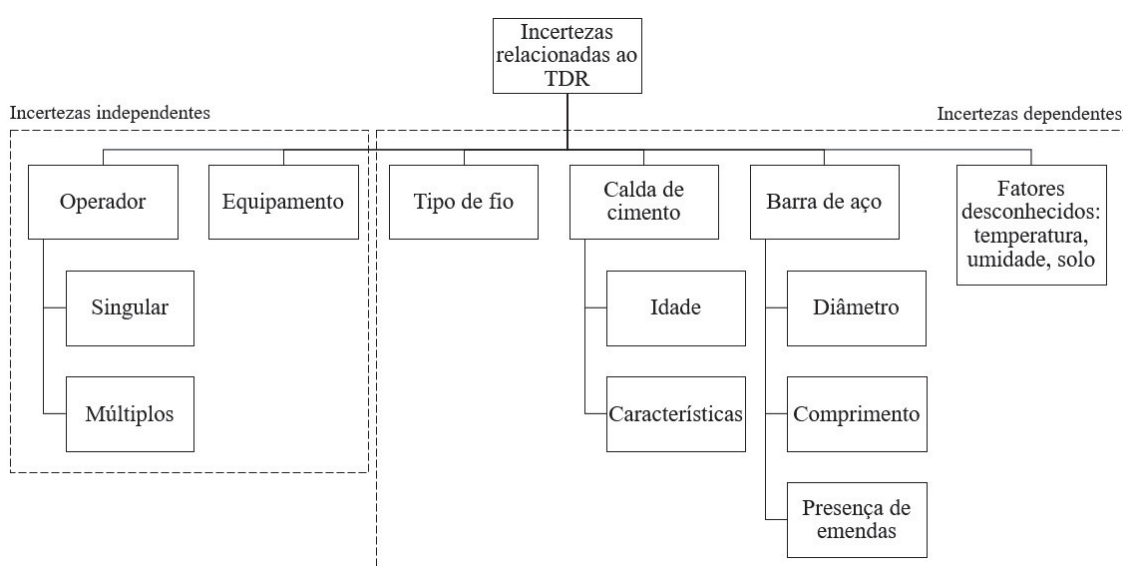 Incertezas
relacionadas ao
TDR
Incertezas independentes
Incertezas dependentes
Operador
Equipamento
Tipo de fio
Calda de
cimento
Barra de aço
Fatores
desconhecidos:
temperatura,
umidade, solo
Singular
Idade
Diâmetro
Múltiplos
Características
Comprimento
Presença de
emendas